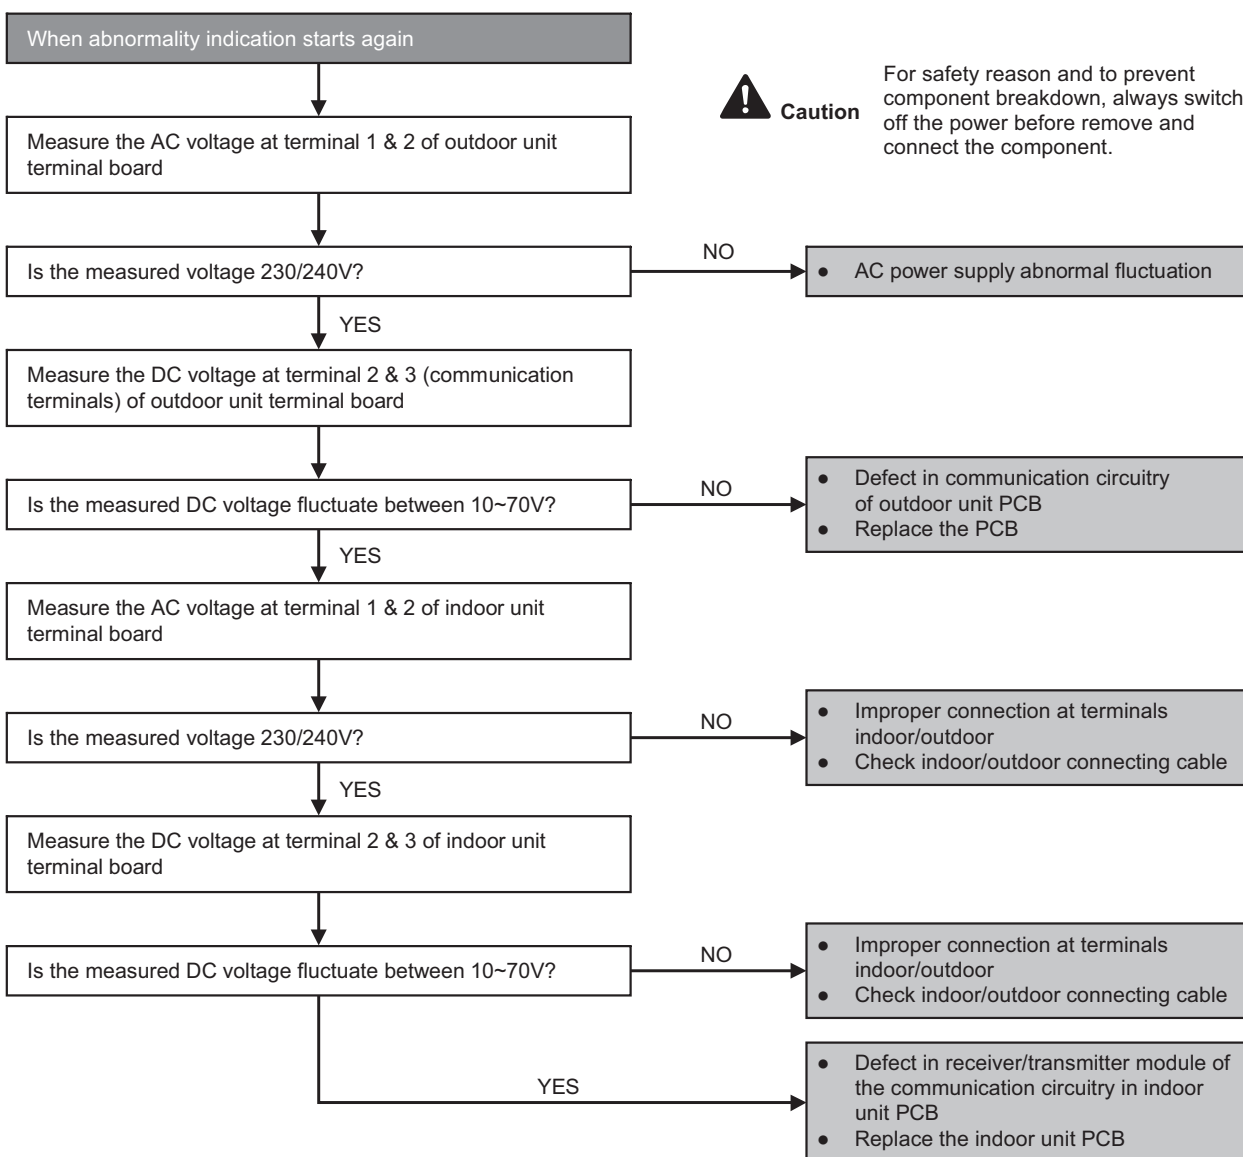 When abnormality indication starts again
For safety reason and to prevent
component breakdown, always switch
off the power before remove and
connect the component.
Caution
Measure the AC voltage at terminal 1 & 2 of outdoor unit
terminal board
Is the measured voltage 230/240V?
NO
● AC power supply abnormal fluctuation
YES
Measure the DC voltage at terminal 2 & 3 (communication
terminals) of outdoor unit terminal board
Is the measured DC voltage fluctuate between 10~70V?
NO
● Defect in communication circuitry
of outdoor unit PCB
● Replace the PCB
YES
Measure the AC voltage at terminal 1 & 2 of indoor unit
terminal board
Is the measured voltage 230/240V?
NO
● Improper connection at terminals
indoor/outdoor
● Check indoor/outdoor connecting cable
YES
Measure the DC voltage at terminal 2 & 3 of indoor unit
terminal board
Is the measured DC voltage fluctuate between 10~70V?
NO
● Improper connection at terminals
indoor/outdoor
● Check indoor/outdoor connecting cable
YES
● Defect in receiver/transmitter module of
the communication circuitry in indoor
unit PCB
● Replace the indoor unit PCB